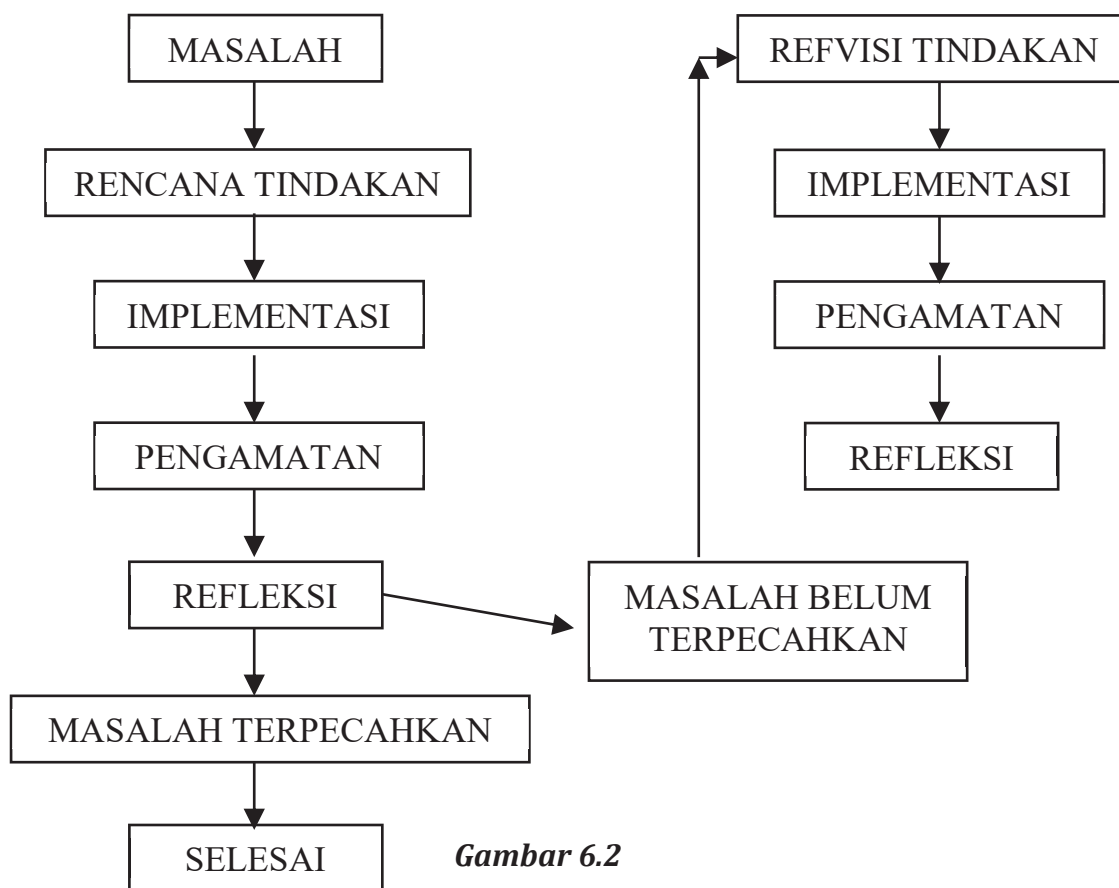 MASALAH
RENCANA TINDAKAN
IMPLEMENTASI
PENGAMATAN
REFLEKSI
MASALAH TERPECAHKAN
SELESAI
MASALAH BELUM
TERPECAHKAN
REFVISI TINDAKAN
IMPLEMENTASI
PENGAMATAN
REFLEKSI
Gambar 6.2